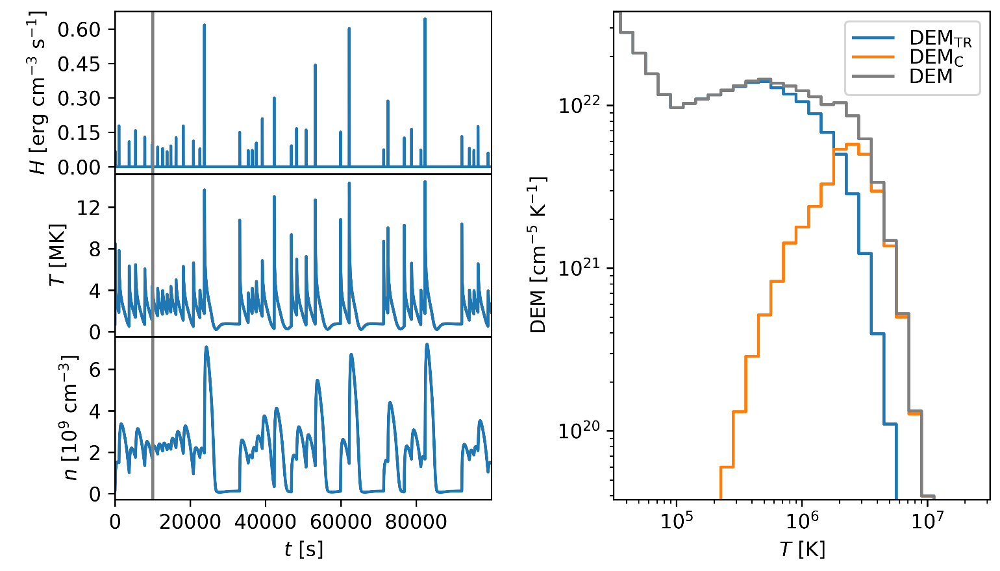 H [erg cm⁻³ s⁻¹]
0.60
0.45
0.30
0.15
0.00
T [MK]
12
8
4
0
n [10⁹ cm⁻³]
6
4
2
0
0 20000 40000 60000 80000
t [s]
DEM_TR
DEM_C
DEM
DEM [cm⁻⁵ K⁻¹]
10²²
10²¹
10²⁰
10⁵ 10⁶ 10⁷
T [K]